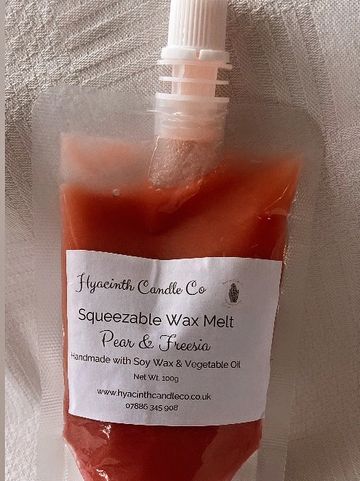 Hyacinth Candle Co
Squeezable Wax Melt
Pear & Freesia
Handmade with Soy Wax & Vegetable Oil
Net Wt. 100g
www.hyacinthcandleco.co.uk
07886 345 908